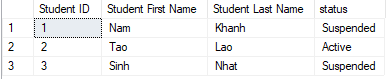 Student ID Student First Name Student Last Name status
1 1 Nam Khanh Suspended
2 2 Tao Lao Active
3 3 Sinh Nhat Suspended